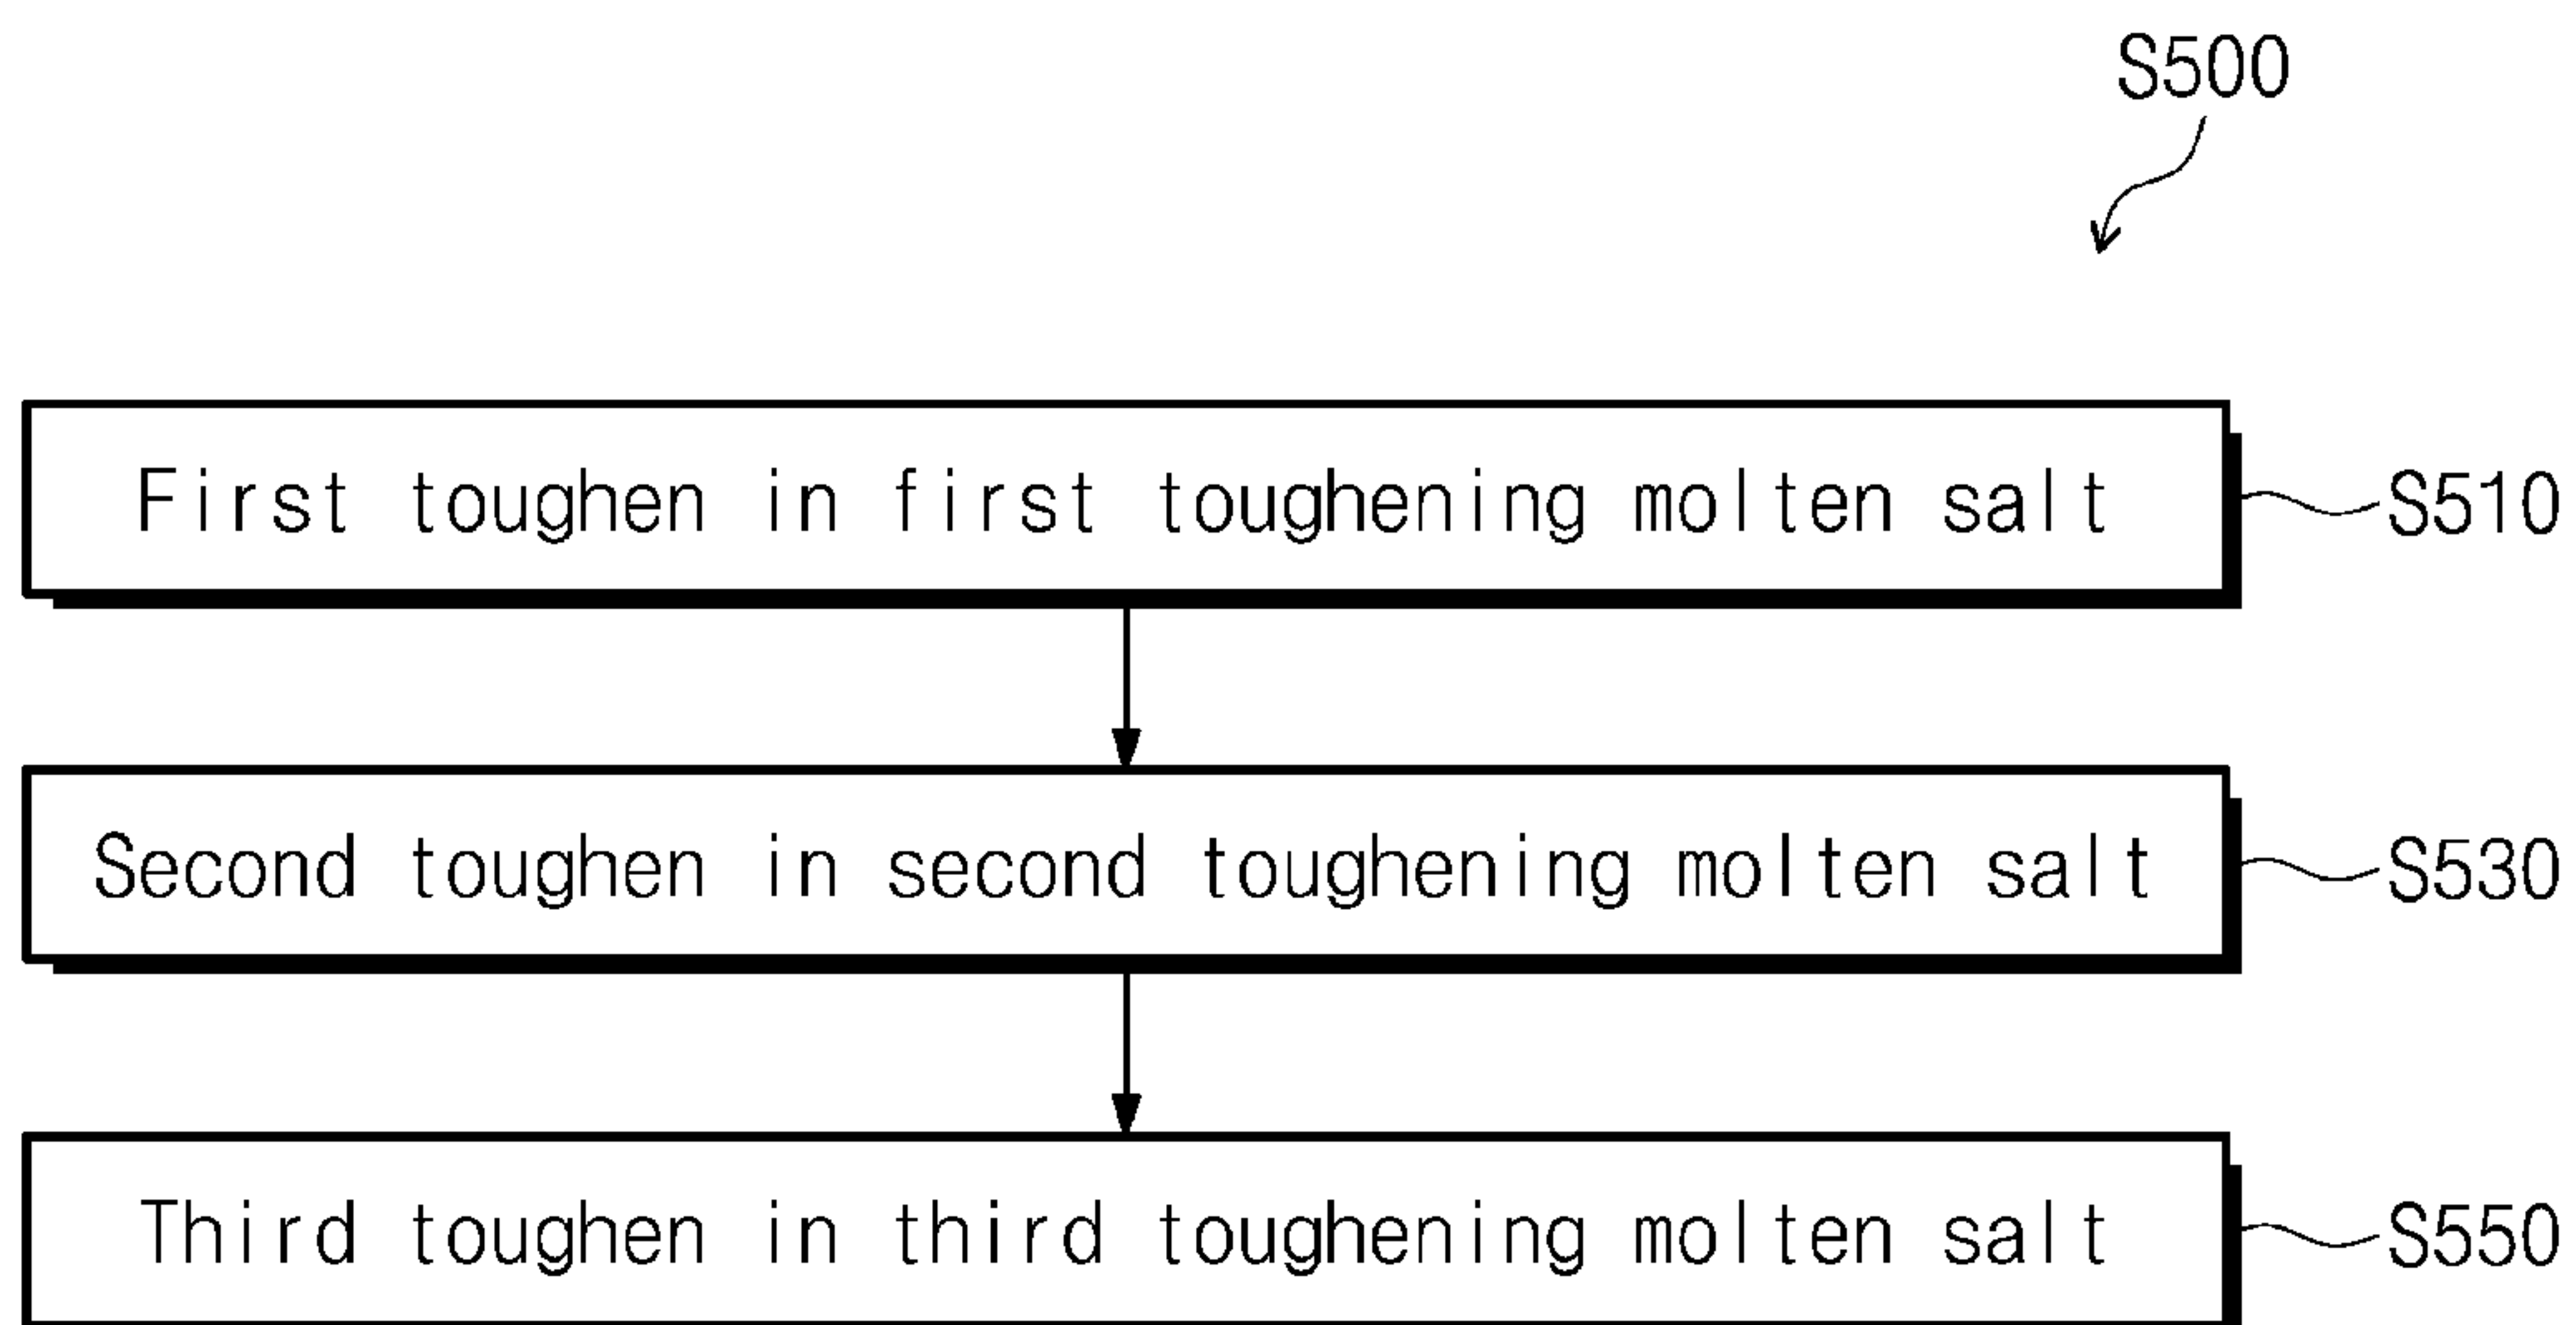 S500
First toughen in first toughening molten salt
S510
Second toughen in second toughening molten salt
S530
Third toughen in third toughening molten salt
S550